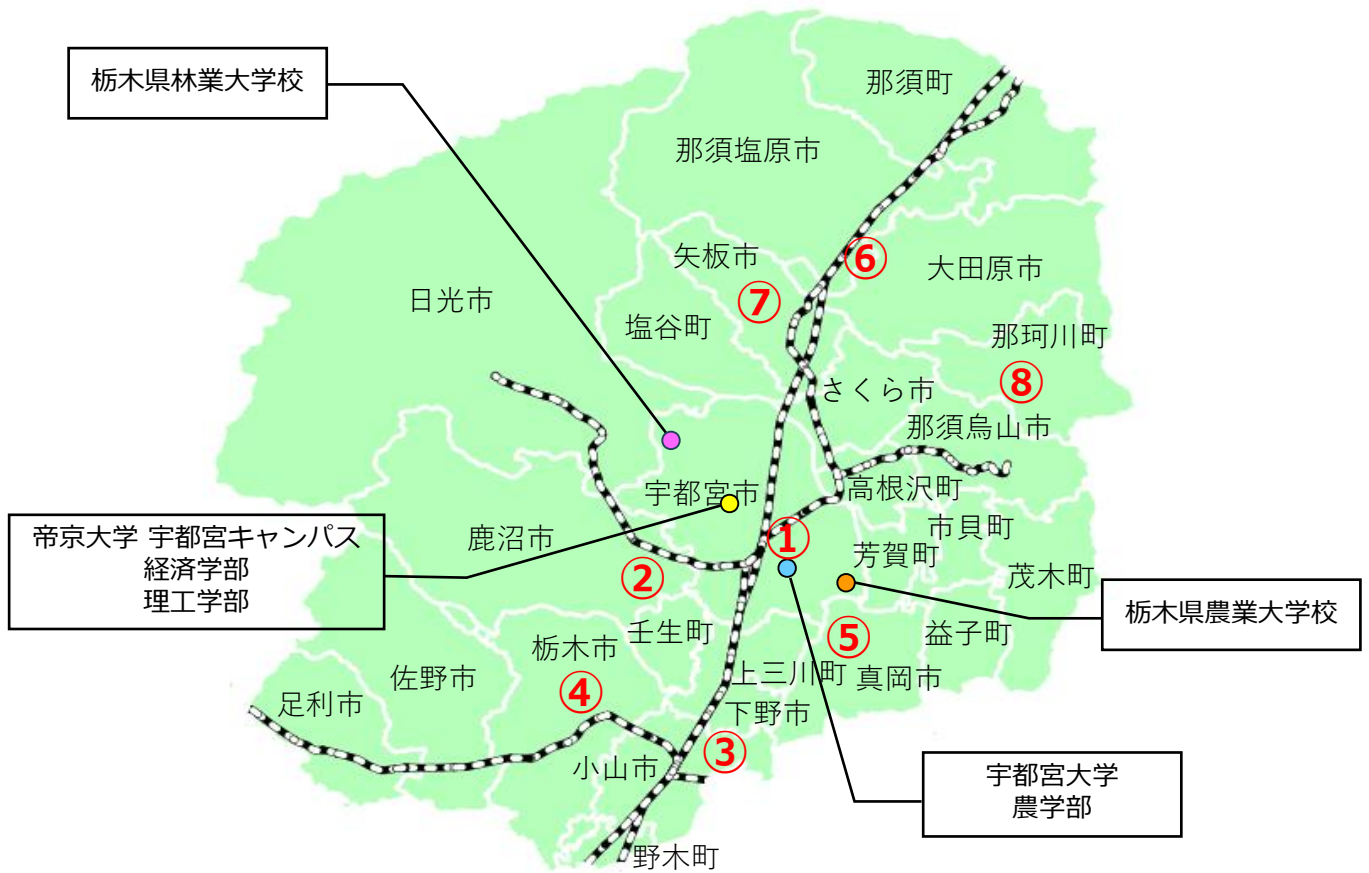 栃木県林業大学校
那須町
那須塩原市
矢板市
⑥
大田原市
日光市
⑦
塩谷町
那珂川町
⑧
さくら市
那須烏山市
宇都宮市
高根沢町
市貝町
帝京大学 宇都宮キャンパス
経済学部
理工学部
鹿沼市
①
芳賀町
②
茂木町
栃木県農業大学校
壬生町
⑤
益子町
栃木市
佐野市
上三川町
真岡市
④
足利市
下野市
③
小山市
宇都宮大学
農学部
野木町